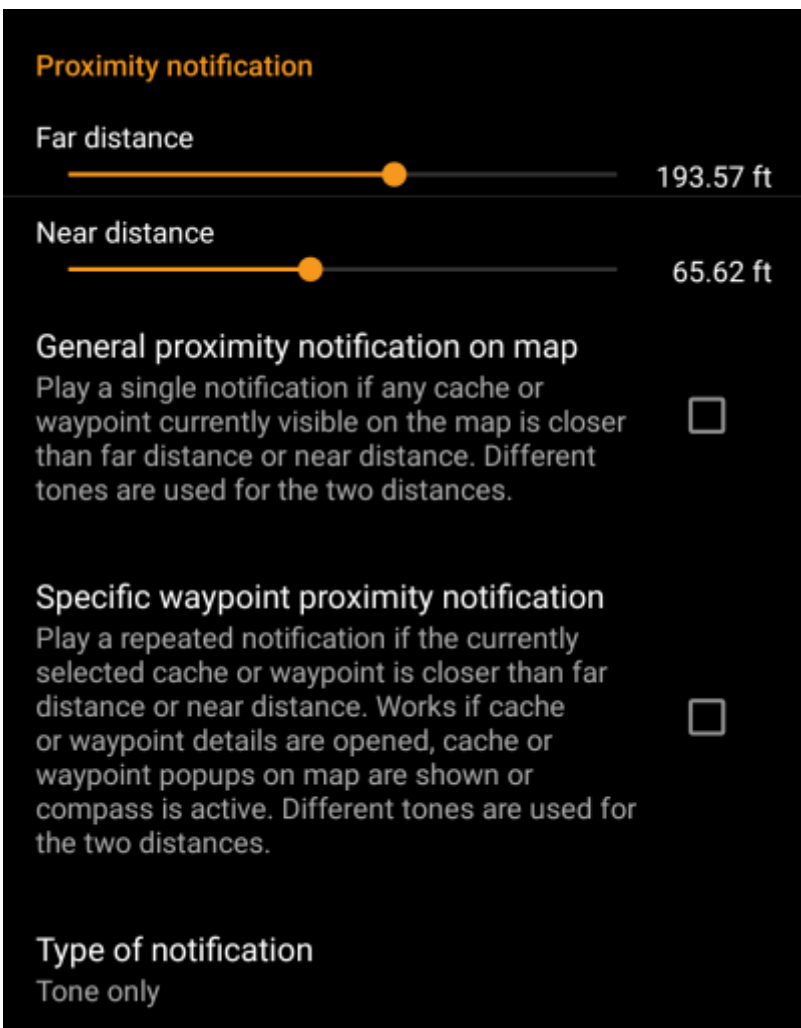 Proximity notification
Far distance
193.57 ft
Near distance
65.62 ft
General proximity notification on map
Play a single notification if any cache or
waypoint currently visible on the map is closer
than far distance or near distance. Different
tones are used for the two distances.
Specific waypoint proximity notification
Play a repeated notification if the currently
selected cache or waypoint is closer than far
distance or near distance. Works if cache
or waypoint details are opened, cache or
waypoint popups on map are shown or
compass is active. Different tones are used for
the two distances.
Type of notification
Tone only